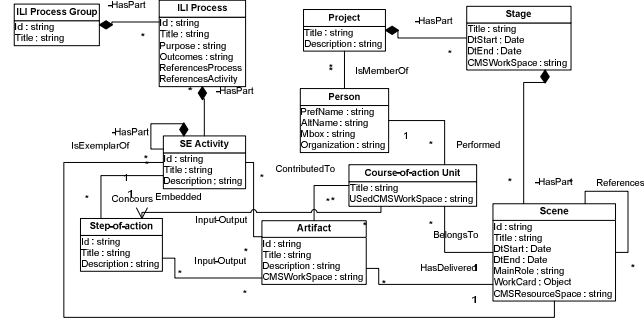 ILI Process Group
Id : string
Title : string
-HasPart
*
ILI Process
Id : string
Title : string
Purpose : string
Outcomes : string
ReferencesProcess
ReferencesActivity
*
-HasPart
Project
Title : string
Description : string
-HasPart
*
Stage
Title : string
DtStart : Date
DtEnd : Date
CMSWorkSpace : string
*
IsMemberOf
Person
PrefName : string
AltName : string
Mbox : string
Organization : string
1
*
Performed
-HasPart
IsExemplarOf
*
*
SE Activity
Id : string
Title : string
Description : string
1
1
*
*
Concours
Embedded
ContributedTo
*
*
Course-of-action Unit
Title : string
USedCMSWorkSpace : string
*
-HasPart
*
References
*
BelongsTo
Step-of-action
Id : string
Title : string
Description : string
*
Input-Output
*
Input-Output
*
Artifact
*
Id : string
Title : string
Description : string
CMSWorkSpace : string
*
HasDelivered
1
Scene
Id : string
Title : string
DtStart : Date
DtEnd : Date
MainRole : string
WorkCard : Object
CMSResourceSpace : string
*
1